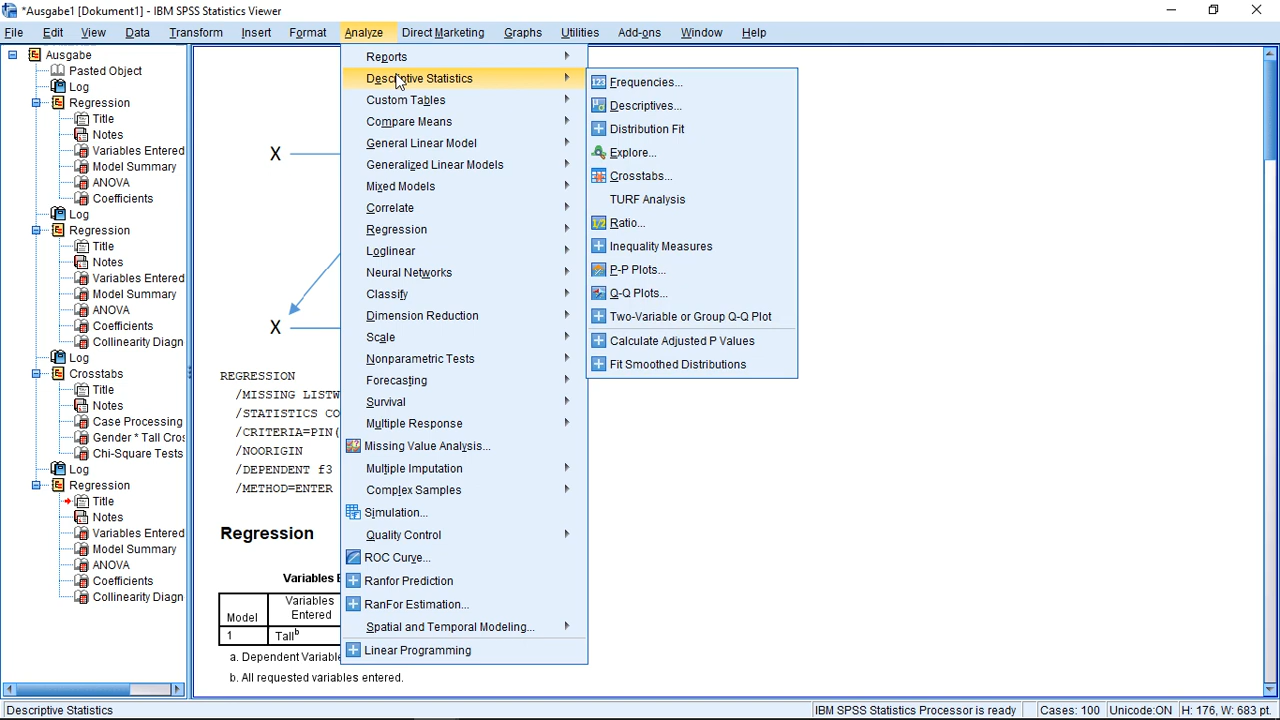 *Ausgabe1 [Dokument1] - IBM SPSS Statistics Viewer
File Edit View Data Transform Insert Format Analyze Direct Marketing Graphs Utilities Add-ons Window Help
Ausgabe
Pasted Object
Log
Regression
Title
Notes
Variables Entered
Model Summary
ANOVA
Coefficients
Log
Regression
Title
Notes
Variables Entered
Model Summary
ANOVA
Coefficients
Collinearity Diagn
Log
Crosstabs
Title
Notes
Case Processing
Gender * Tall Cros
Chi-Square Tests
Log
Regression
Title
Notes
Variables Entered
Model Summary
ANOVA
Coefficients
Collinearity Diagn
X
X
REGRESSION
/MISSING LISTW
/STATISTICS CO
/CRITERIA=PIN(
/NOORIGIN
/DEPENDENT f3
/METHOD=ENTER
Regression
Variables E
Model Variables Entered
1 Tallb
a. Dependent Variable
b. All requested variables entered.
Reports
Descriptive Statistics
Custom Tables
Compare Means
General Linear Model
Generalized Linear Models
Mixed Models
Correlate
Regression
Loglinear
Neural Networks
Classify
Dimension Reduction
Scale
Nonparametric Tests
Forecasting
Survival
Multiple Response
Missing Value Analysis...
Multiple Imputation
Complex Samples
Simulation...
Quality Control
ROC Curve...
Ranfor Prediction
RanFor Estimation...
Spatial and Temporal Modeling...
Linear Programming
Frequencies...
Descriptives...
Distribution Fit
Explore...
Crosstabs...
TURF Analysis
Ratio...
Inequality Measures
P-P Plots...
Q-Q Plots...
Two-Variable or Group Q-Q Plot
Calculate Adjusted P Values
Fit Smoothed Distributions
Descriptive Statistics
IBM SPSS Statistics Processor is ready Cases: 100 Unicode:ON H: 176, W: 683 pt.